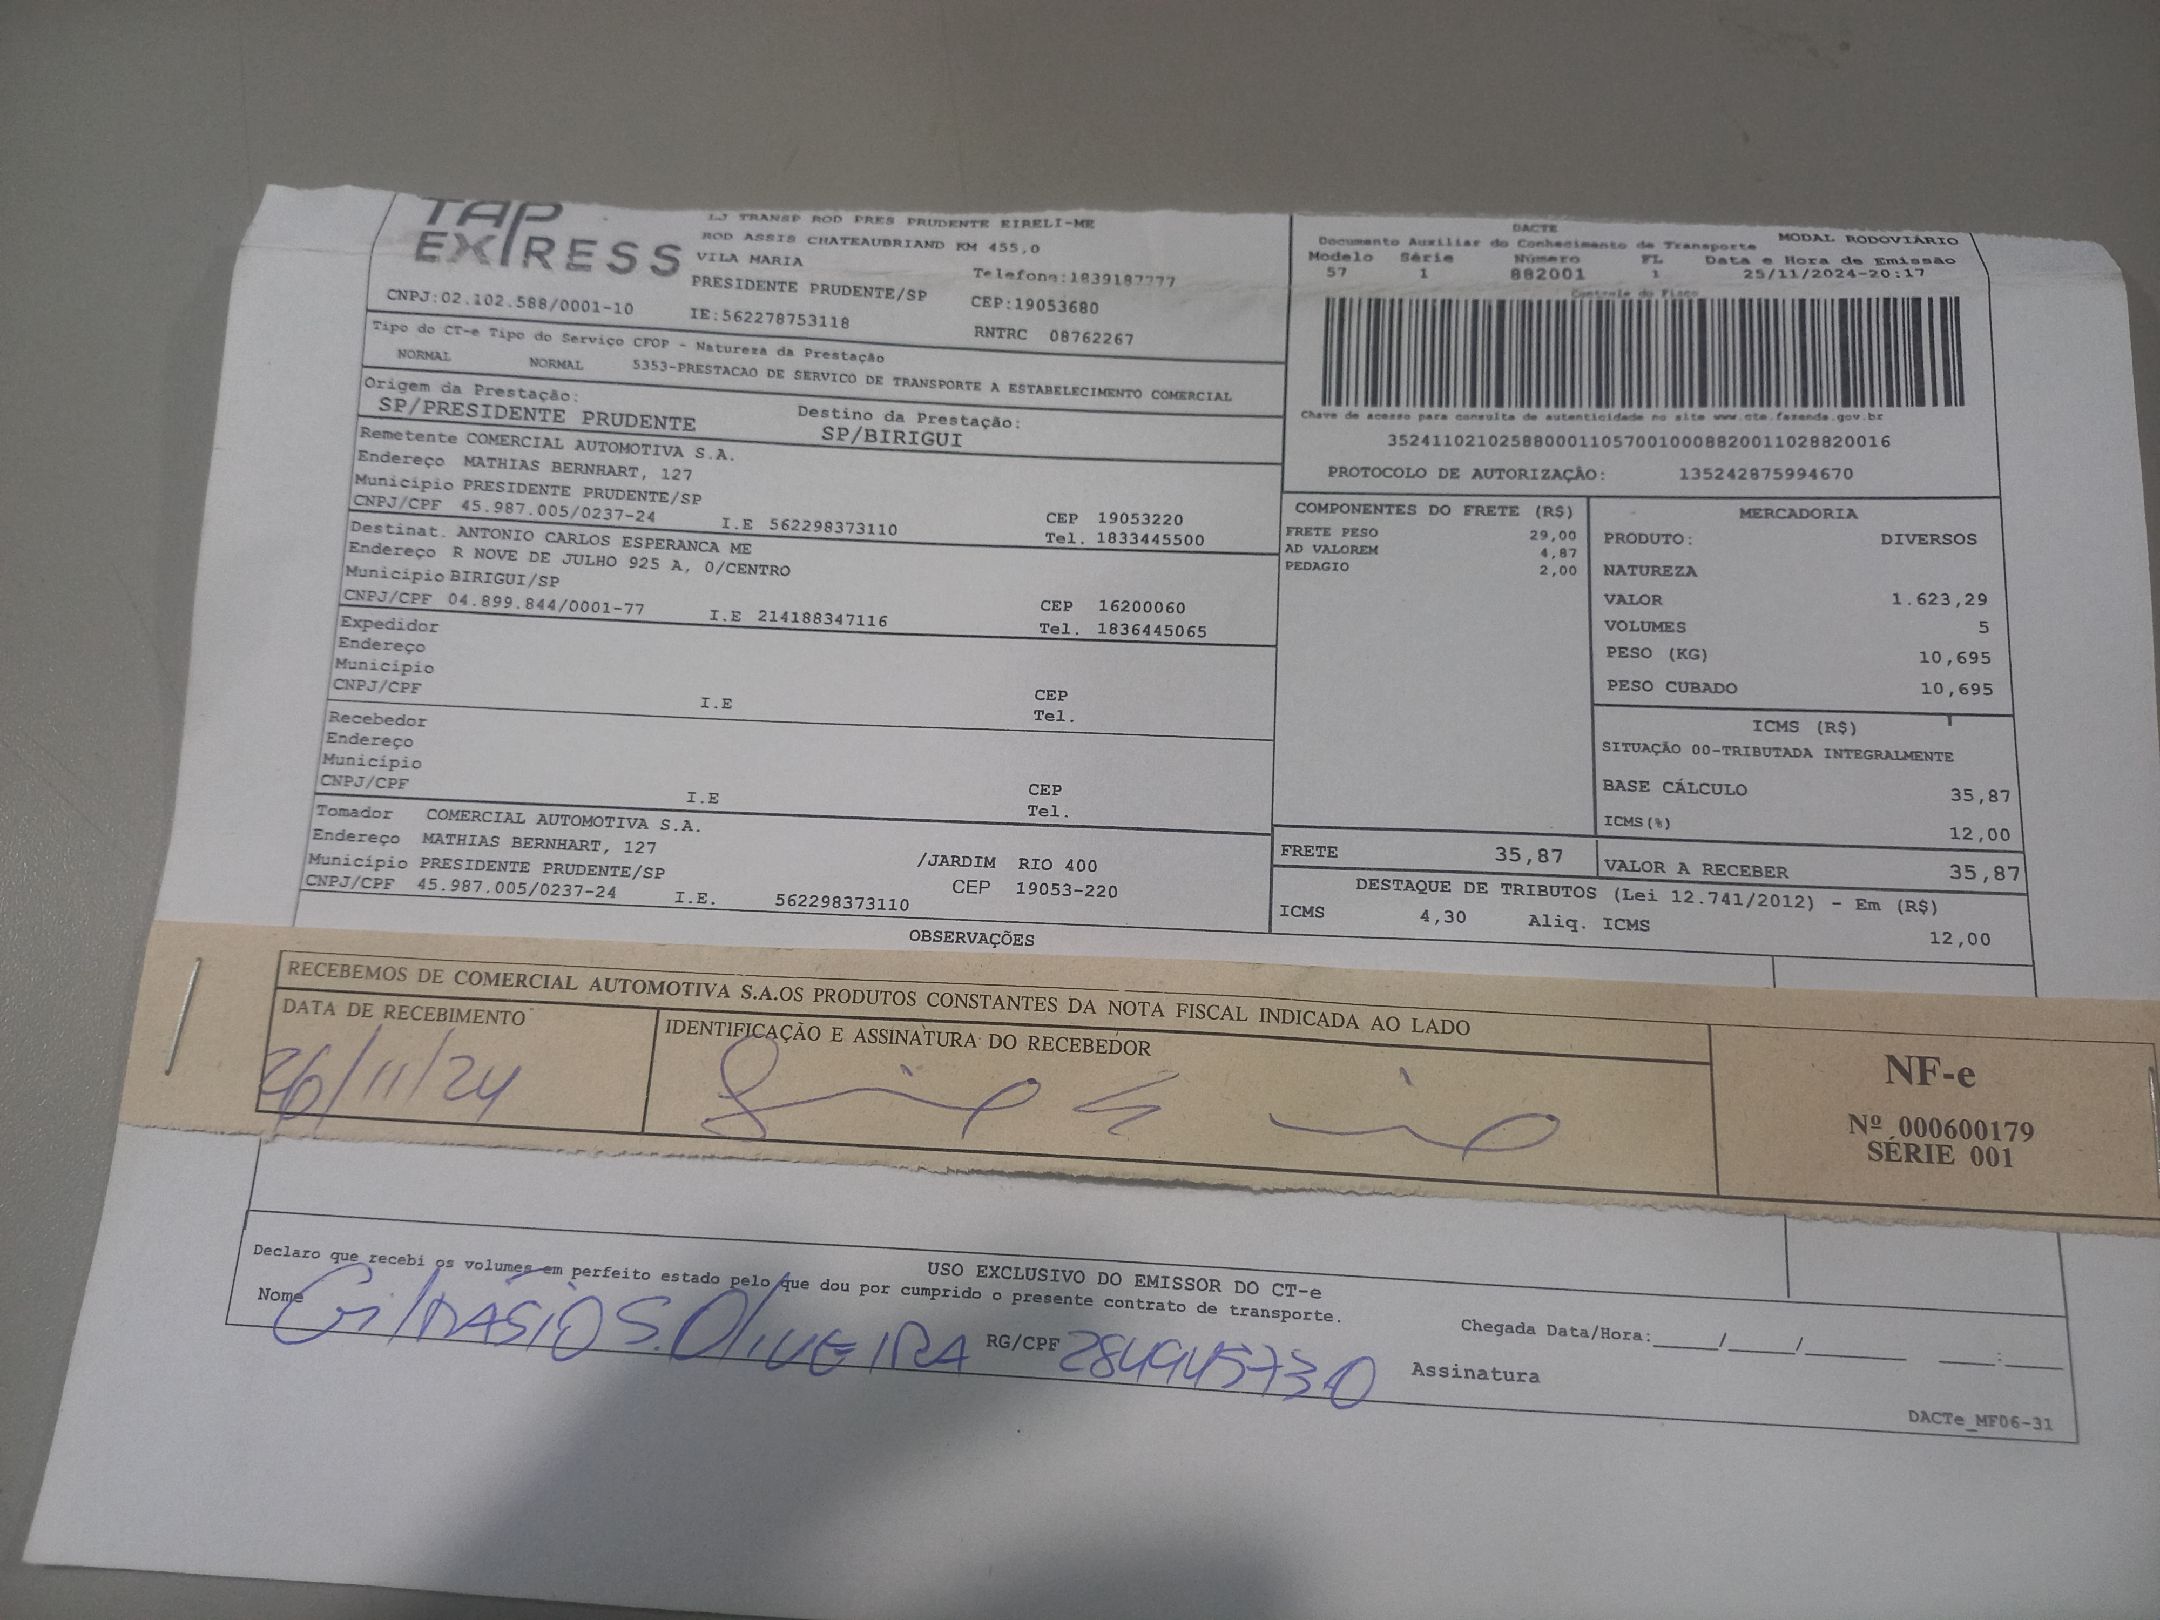 TAP
EXPRESS
LJ TRANSP ROD PRES PRUDENTE EIRELI-ME
ROD ASSIS CHATEAUBRIAND KM 455,0
VILA MARIA
Telefone:1839187777
PRESIDENTE PRUDENTE/SP CEP:19053680
CNPJ:02.102.588/0001-10 IE:562278753118 RNTRC 08762267
Tipo do CT-e Tipo do Serviço CFOP - Natureza da Prestação
NORMAL NORMAL 5353-PRESTACAO DE SERVICO DE TRANSPORTE A ESTABELECIMENTO COMERCIAL
Origem da Prestação: Destino da Prestação:
SP/PRESIDENTE PRUDENTE SP/BIRIGUI
Remetente COMERCIAL AUTOMOTIVA S.A.
Endereço MATHIAS BERNHART, 127
Município PRESIDENTE PRUDENTE/SP CEP 19053220
CNPJ/CPF 45.987.005/0237-24 I.E 562298373110 Tel. 1833445500
Destinat. ANTONIO CARLOS ESPERANCA ME
Endereço R NOVE DE JULHO 925 A, 0/CENTRO
Município BIRIGUI/SP CEP 16200060
CNPJ/CPF 04.899.844/0001-77 I.E 214188347116 Tel. 1836445065
Expedidor
Endereço
Município CEP
CNPJ/CPF I.E Tel.
Recebedor
Endereço
Município CEP
CNPJ/CPF I.E Tel.
Tomador COMERCIAL AUTOMOTIVA S.A.
Endereço MATHIAS BERNHART, 127 /JARDIM RIO 400
Município PRESIDENTE PRUDENTE/SP CEP 19053-220
CNPJ/CPF 45.987.005/0237-24 I.E. 562298373110
DACTE
Documento Auxiliar do Conhecimento de Transporte MODAL RODOVIÁRIO
Modelo Série Número FL Data e Hora de Emissão
57 1 882001 1 25/11/2024-20:17
Controle do Fisco
Chave de acesso para consulta de autenticidade no site www.cte.fazenda.gov.br
35241102102588000110570010008820011028820016
PROTOCOLO DE AUTORIZAÇÃO: 135242875994670
COMPONENTES DO FRETE (R$)
FRETE PESO 29,00
AD VALOREM 4,87
PEDAGIO 2,00
MERCADORIA
PRODUTO: DIVERSOS
NATUREZA
VALOR 1.623,29
VOLUMES 5
PESO (KG) 10,695
PESO CUBADO 10,695
ICMS (R$)
SITUAÇÃO 00-TRIBUTADA INTEGRALMENTE
BASE CÁLCULO 35,87
ICMS(%) 12,00
FRETE 35,87 VALOR A RECEBER 35,87
DESTAQUE DE TRIBUTOS (Lei 12.741/2012) - Em (R$)
ICMS 4,30 Aliq. ICMS 12,00
OBSERVAÇÕES
RECEBEMOS DE COMERCIAL AUTOMOTIVA S.A.OS PRODUTOS CONSTANTES DA NOTA FISCAL INDICADA AO LADO
DATA DE RECEBIMENTO IDENTIFICAÇÃO E ASSINATURA DO RECEBEDOR
26/11/24
NF-e
Nº 000600179
SÉRIE 001
USO EXCLUSIVO DO EMISSOR DO CT-e
Declaro que recebi os volumes em perfeito estado pelo que dou por cumprido o presente contrato de transporte.
Nome GilMÁSIO S. OliVEIRA RG/CPF 284945730 Chegada Data/Hora:____/____/______ ____:____
Assinatura
DACTe_MF06-31